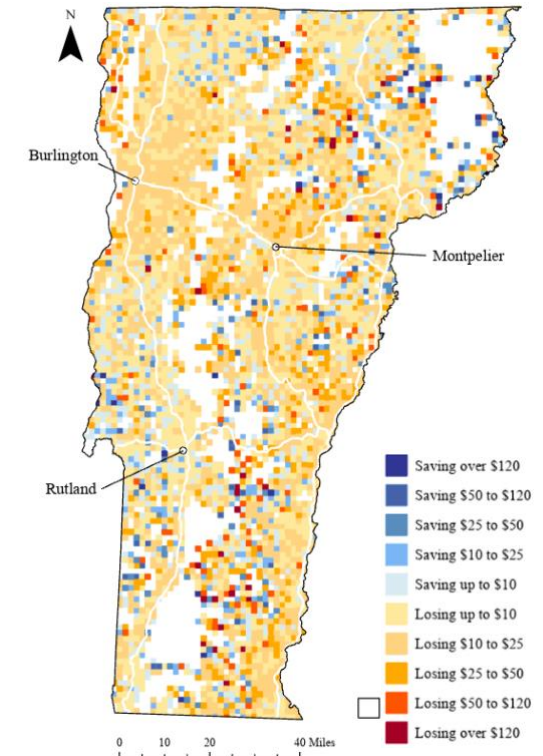 N
Burlington
Montpelier
Rutland
Saving over $120
Saving $50 to $120
Saving $25 to $50
Saving $10 to $25
Saving up to $10
Losing up to $10
Losing $10 to $25
Losing $25 to $50
Losing $50 to $120
Losing over $120
0 10 20 40 Miles